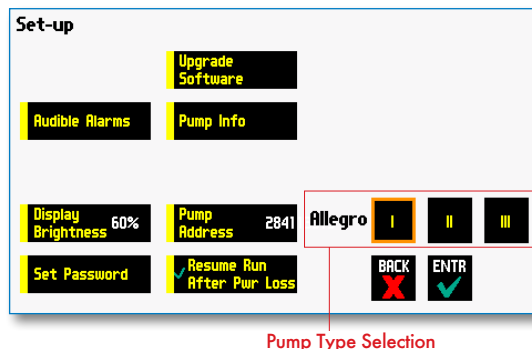 Set-up
Upgrade
Software
Audible Alarms
Pump Info
Display
Brightness 60%
Pump
Address 2841
Allegro I II III
Set Password
Resume Run
After Pwr Loss
BACK ENTR
Pump Type Selection